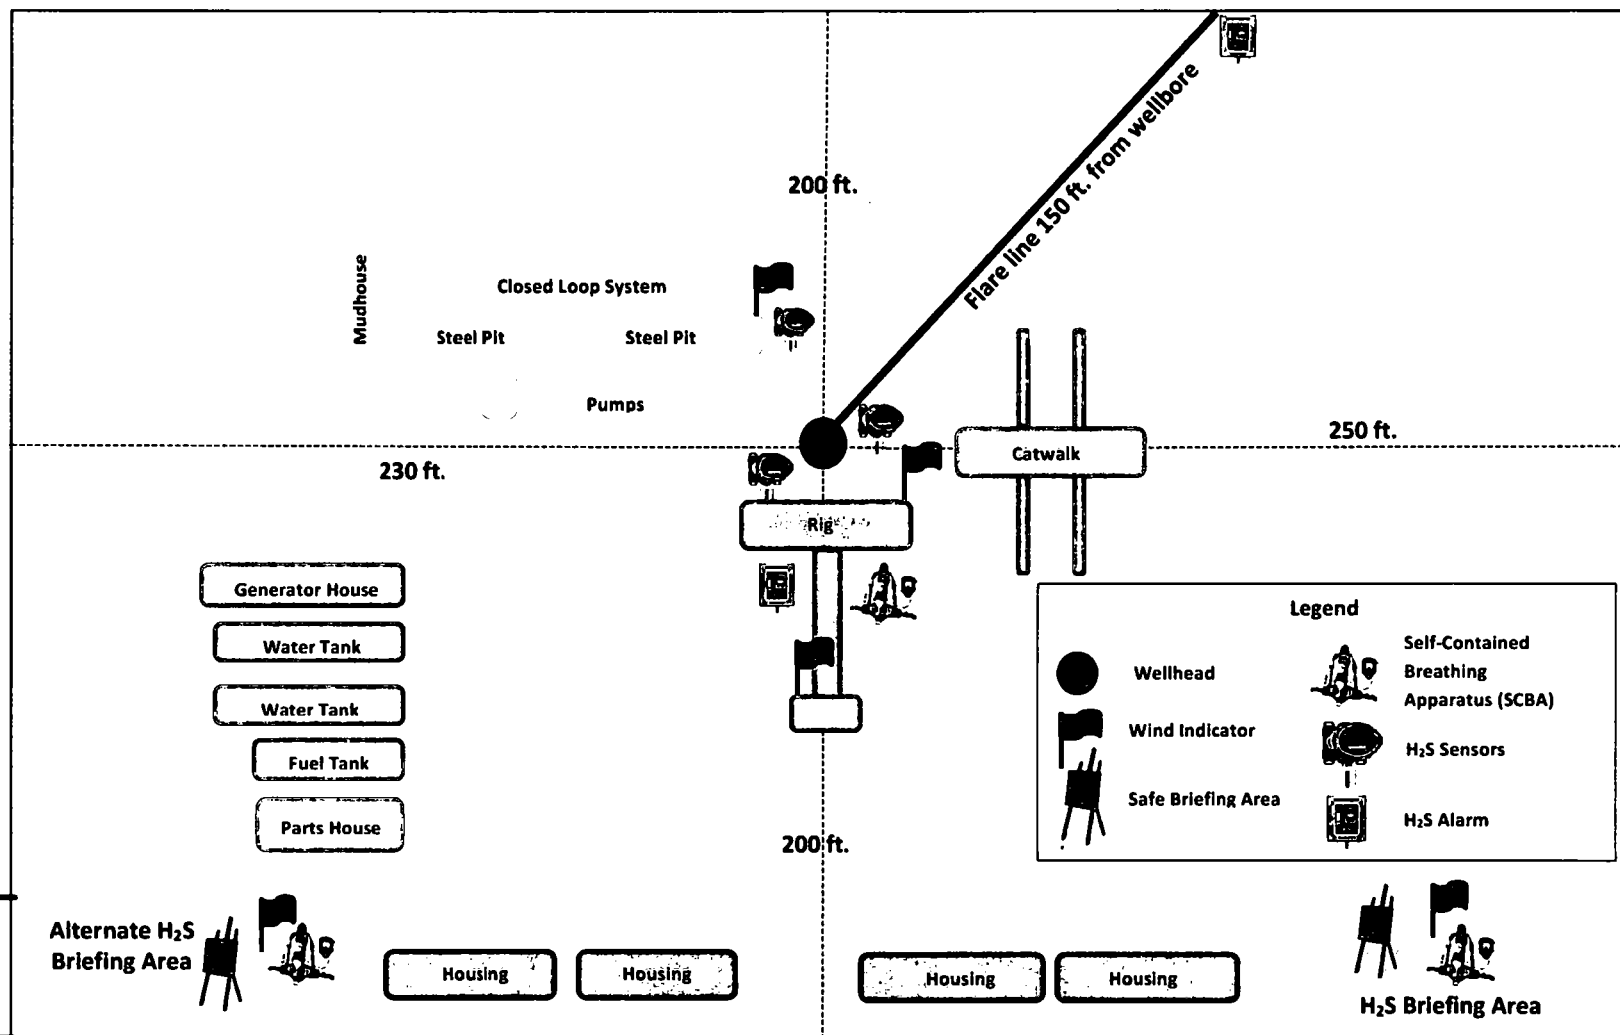 Flare line 150 ft. from wellbore
200 ft.
Mudhouse
Closed Loop System
Steel Pit
Steel Pit
Pumps
230 ft.
250 ft.
Catwalk
Rig
Generator House
Water Tank
Water Tank
Fuel Tank
Parts House
200 ft.
Legend
Wellhead
Wind Indicator
Safe Briefing Area
Self-Contained
Breathing
Apparatus (SCBA)
H₂S Sensors
H₂S Alarm
Alternate H₂S
Briefing Area
Housing
Housing
Housing
Housing
H₂S Briefing Area